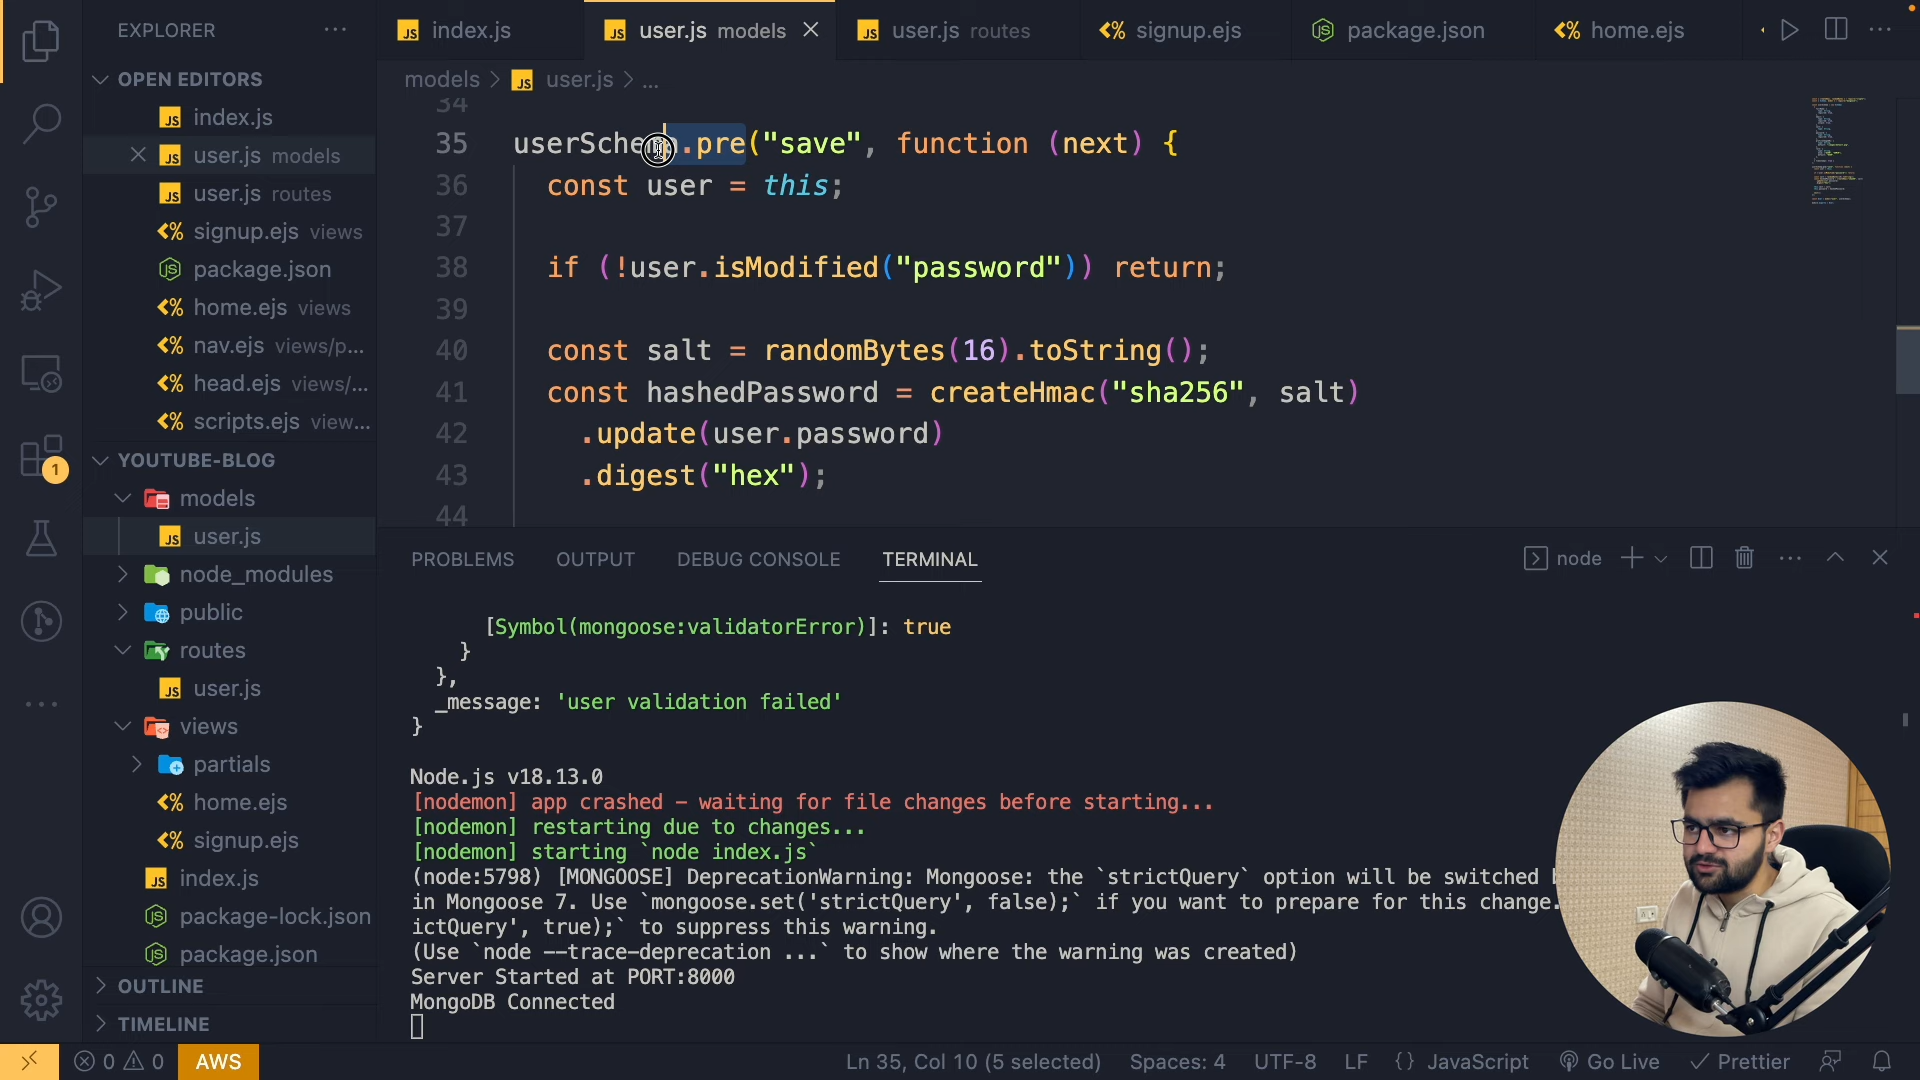 EXPLORER
OPEN EDITORS
index.js
user.js models
user.js routes
signup.ejs views
package.json
home.ejs views
nav.ejs views/p...
head.ejs views/...
scripts.ejs view...
YOUTUBE-BLOG
models
user.js
node_modules
public
routes
user.js
views
partials
home.ejs
signup.ejs
index.js
package-lock.json
package.json
OUTLINE
TIMELINE
1
index.js
user.js models
user.js routes
signup.ejs
package.json
home.ejs
models > user.js > ...
34
35 userSchema.pre("save", function (next) {
36 const user = this;
37
38 if (!user.isModified("password")) return;
39
40 const salt = randomBytes(16).toString();
41 const hashedPassword = createHmac("sha256", salt)
42 .update(user.password)
43 .digest("hex");
44
PROBLEMS OUTPUT DEBUG CONSOLE TERMINAL
node
[Symbol(mongoose:validatorError)]: true
}
},
_message: 'user validation failed'
}
Node.js v18.13.0
[nodemon] app crashed - waiting for file changes before starting...
[nodemon] restarting due to changes...
[nodemon] starting `node index.js`
(node:5798) [MONGOOSE] DeprecationWarning: Mongoose: the `strictQuery` option will be switched
in Mongoose 7. Use `mongoose.set('strictQuery', false);` if you want to prepare for this change.
ictQuery', true);` to suppress this warning.
(Use `node --trace-deprecation ...` to show where the warning was created)
Server Started at PORT:8000
MongoDB Connected
0 0 AWS
Ln 35, Col 10 (5 selected) Spaces: 4 UTF-8 LF {} JavaScript Go Live Prettier